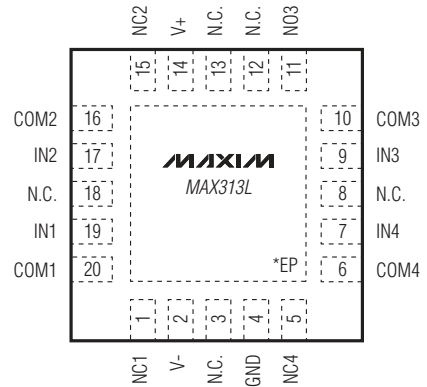 NC2 V+ N.C. N.C. NO3
15 14 13 12 11
COM2 16 10 COM3
IN2 17 9 IN3
N.C. 18 8 N.C.
IN1 19 7 IN4
COM1 20 6 COM4
MAXIM
MAX313L
*EP
1 2 3 4 5
NC1 V- N.C. GND NC4